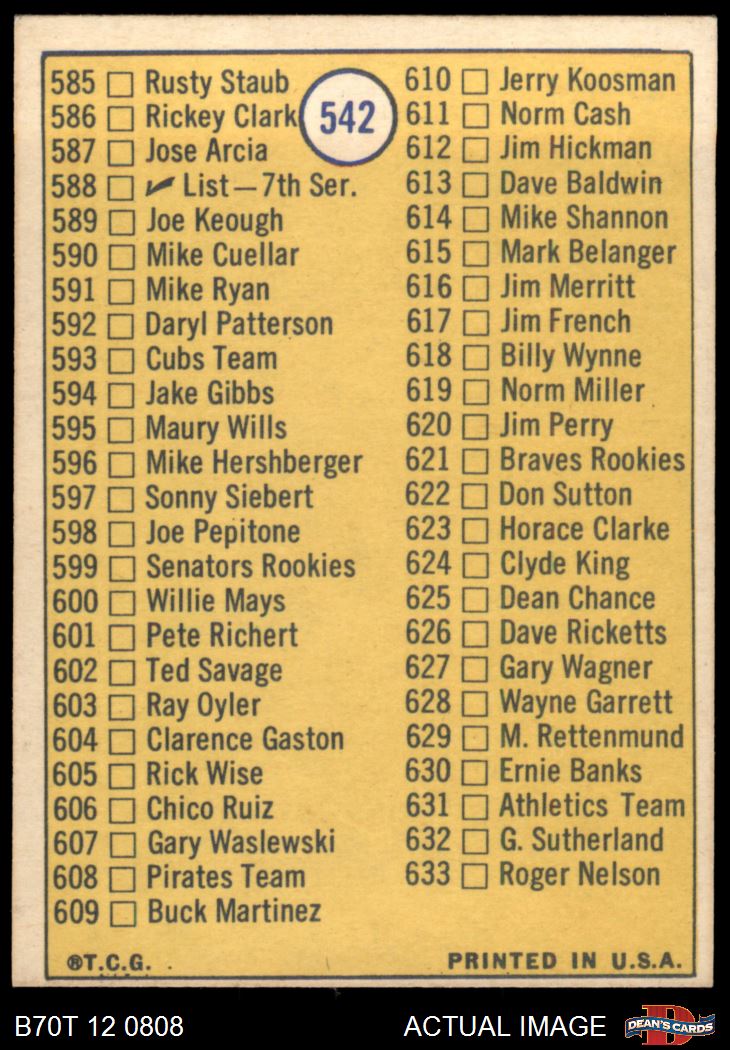 542
585 Rusty Staub
586 Rickey Clark
587 Jose Arcia
588 List—7th Ser.
589 Joe Keough
590 Mike Cuellar
591 Mike Ryan
592 Daryl Patterson
593 Cubs Team
594 Jake Gibbs
595 Maury Wills
596 Mike Hershberger
597 Sonny Siebert
598 Joe Pepitone
599 Senators Rookies
600 Willie Mays
601 Pete Richert
602 Ted Savage
603 Ray Oyler
604 Clarence Gaston
605 Rick Wise
606 Chico Ruiz
607 Gary Waslewski
608 Pirates Team
609 Buck Martinez
610 Jerry Koosman
611 Norm Cash
612 Jim Hickman
613 Dave Baldwin
614 Mike Shannon
615 Mark Belanger
616 Jim Merritt
617 Jim French
618 Billy Wynne
619 Norm Miller
620 Jim Perry
621 Braves Rookies
622 Don Sutton
623 Horace Clarke
624 Clyde King
625 Dean Chance
626 Dave Ricketts
627 Gary Wagner
628 Wayne Garrett
629 M. Rettenmund
630 Ernie Banks
631 Athletics Team
632 G. Sutherland
633 Roger Nelson
®T.C.G.
PRINTED IN U.S.A.
B70T 12 0808
ACTUAL IMAGE
D
DEAN'S CARDS